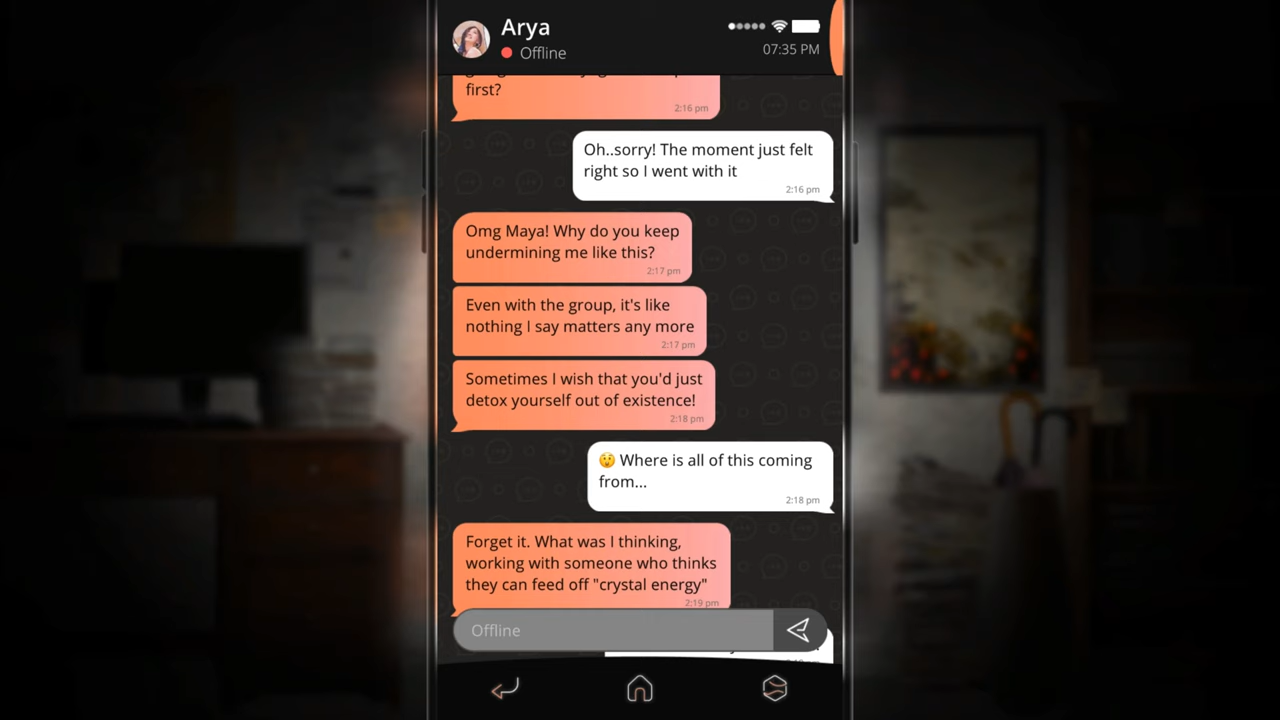 Arya
Offline
07:35 PM
first?
2:16 pm
Oh..sorry! The moment just felt
right so I went with it
2:16 pm
Omg Maya! Why do you keep
undermining me like this?
2:17 pm
Even with the group, it's like
nothing I say matters any more
2:17 pm
Sometimes I wish that you'd just
detox yourself out of existence!
2:18 pm
😲 Where is all of this coming
from...
2:18 pm
Forget it. What was I thinking,
working with someone who thinks
they can feed off "crystal energy"
2:19 pm
Offline